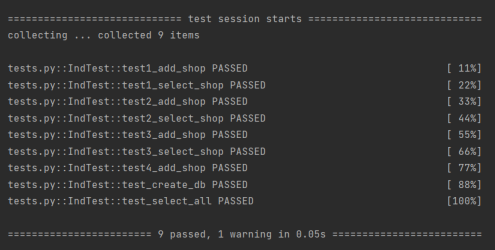 ============================= test session starts =============================
collecting ... collected 9 items
tests.py::IndTest::test1_add_shop PASSED [ 11%]
tests.py::IndTest::test1_select_shop PASSED [ 22%]
tests.py::IndTest::test2_add_shop PASSED [ 33%]
tests.py::IndTest::test2_select_shop PASSED [ 44%]
tests.py::IndTest::test3_add_shop PASSED [ 55%]
tests.py::IndTest::test3_select_shop PASSED [ 66%]
tests.py::IndTest::test4_add_shop PASSED [ 77%]
tests.py::IndTest::test_create_db PASSED [ 88%]
tests.py::IndTest::test_select_all PASSED [100%]
======================== 9 passed, 1 warning in 0.05s =========================